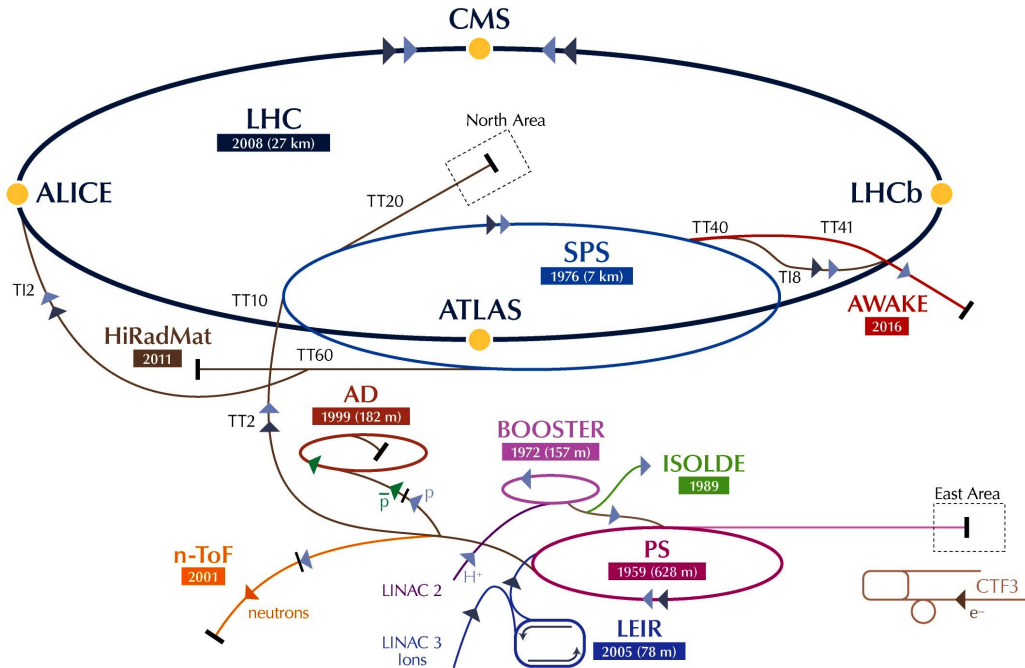 CMS
LHC
2008 (27 km)
North Area
ALICE
LHCb
TT20
TT40
TT41
SPS
1976 (7 km)
TI8
TI2
TT10
ATLAS
AWAKE
2016
HiRadMat
2011
TT60
AD
1999 (182 m)
TT2
BOOSTER
1972 (157 m)
ISOLDE
1989
p
p̅
East Area
n-ToF
2001
PS
1959 (628 m)
H⁺
LINAC 2
neutrons
CTF3
e⁻
LEIR
2005 (78 m)
LINAC 3
Ions